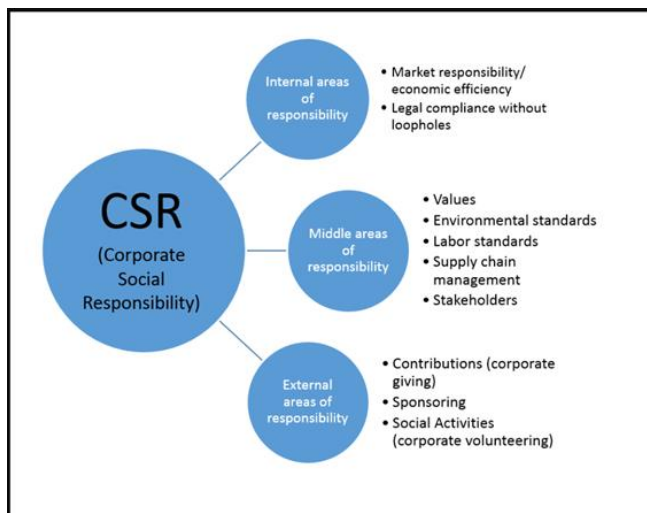 CSR
(Corporate
Social
Responsibility)
Internal areas
of
responsibility
• Market responsibility/
economic efficiency
• Legal compliance without
loopholes
Middle areas
of
responsibility
• Values
• Environmental standards
• Labor standards
• Supply chain
management
• Stakeholders
External
areas of
responsibility
• Contributions (corporate
giving)
• Sponsoring
• Social Activities
(corporate volunteering)